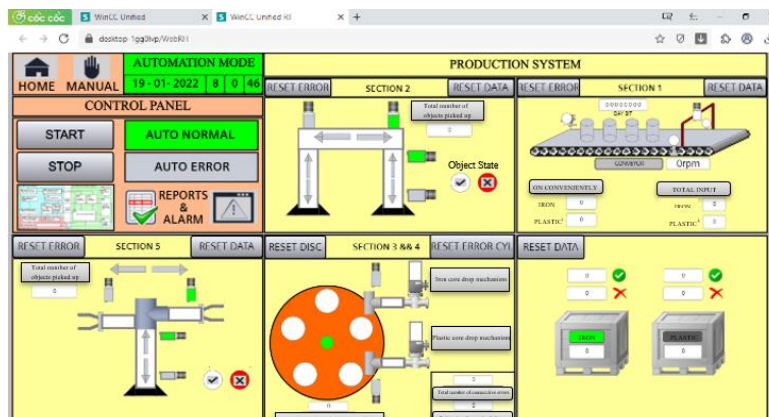 cốc cốc
WinCC Unified
WinCC Unified RT
HOME
MANUAL
AUTOMATION MODE
19 - 01- 2022
8
0
46
CONTROL PANEL
START
AUTO NORMAL
STOP
AUTO ERROR
REPORTS
&
ALARM
PRODUCTION SYSTEM
RESET ERROR
SECTION 2
RESET DATA
Total number of
objects picked up
0
Object State
RESET ERROR
SECTION 1
RESET DATA
CONVEYOR
0rpm
ON CONVENIENTLY
TOTAL INPUT
IRON
0
IRON
0
PLASTIC
0
PLASTIC
0
RESET ERROR
SECTION 5
RESET DATA
Total number of
objects picked up
0
RESET DISC
SECTION 3 && 4
RESET ERROR CYL
Iron core drop mechanism
Plastic core drop mechanism
0
Total number of consecutive errors
RESET DATA
0
0
0
0
IRON
0
PLASTIC
0